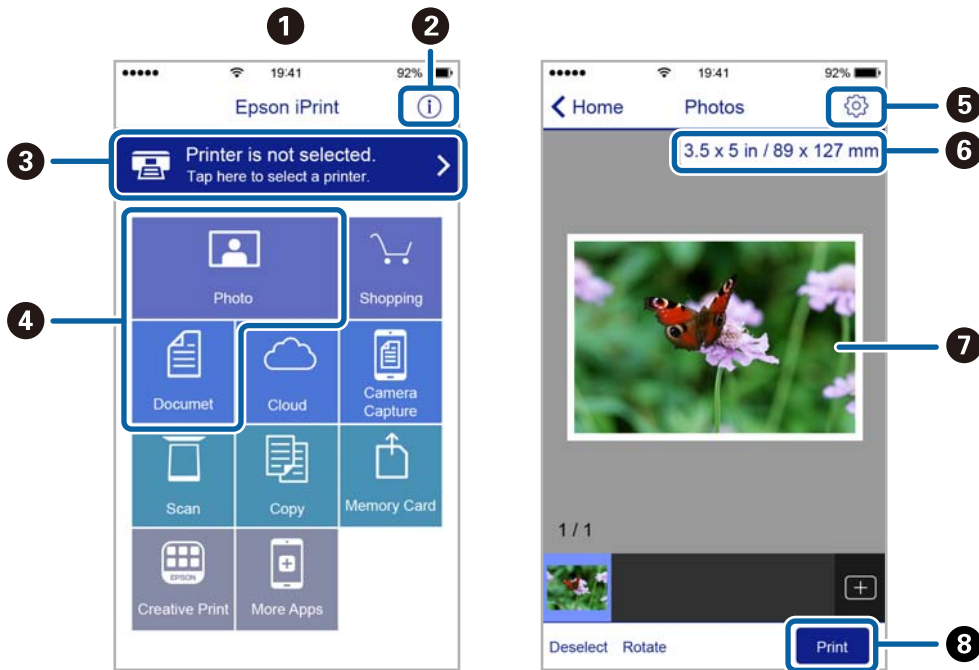 1
2
19:41
92%
Epson iPrint
3
Printer is not selected.
Tap here to select a printer.
4
Photo
Shopping
Documet
Cloud
Camera
Capture
Scan
Copy
Memory Card
EPSON
Creative Print
More Apps
19:41
92%
Home
Photos
5
3.5 x 5 in / 89 x 127 mm
6
7
1 / 1
Deselect
Rotate
Print
8